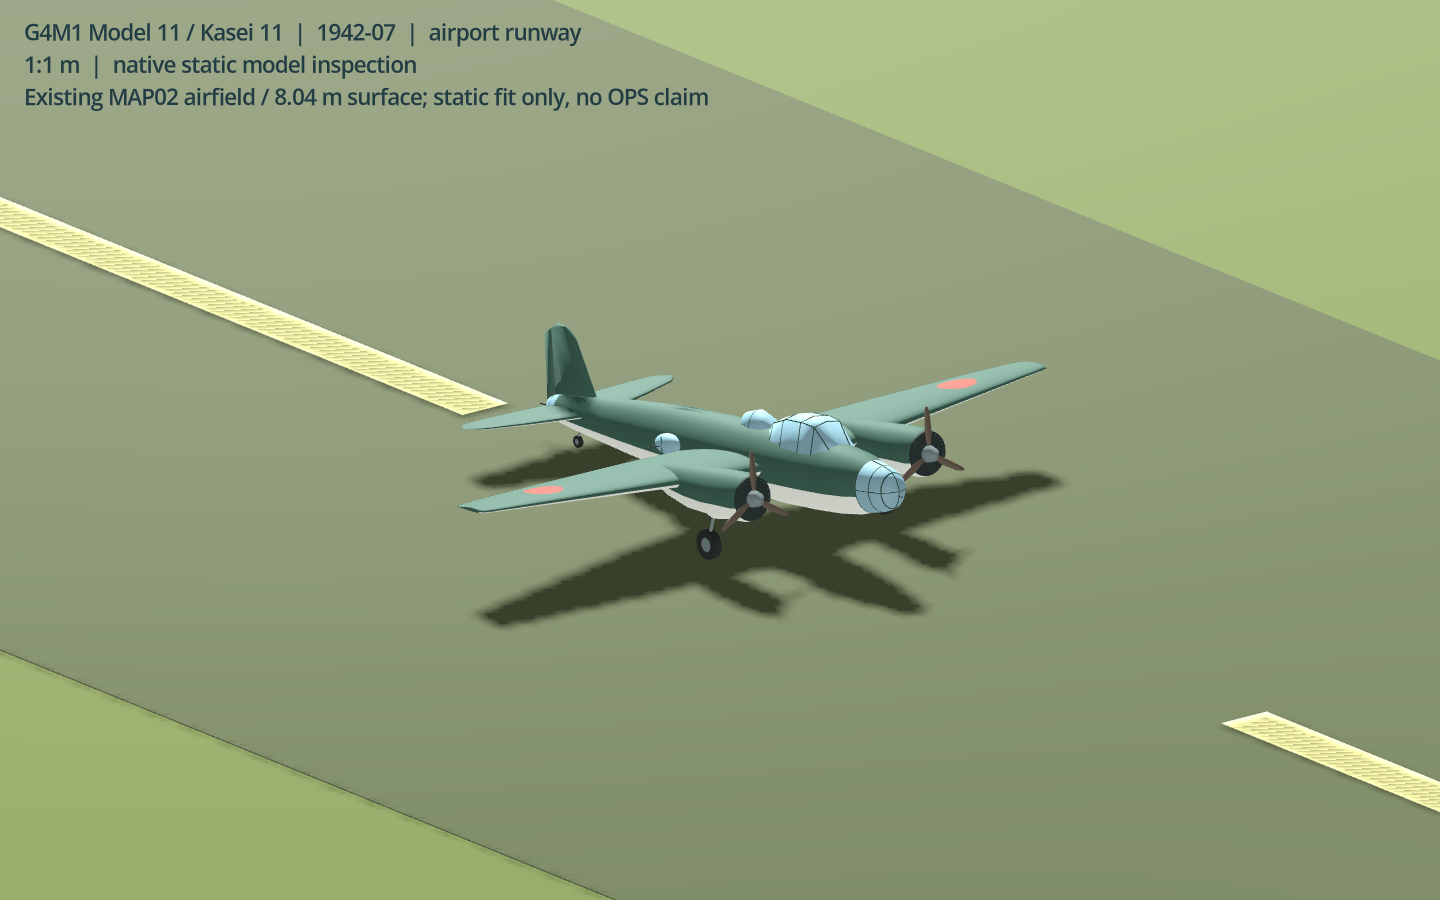 G4M1 Model 11 / Kasei 11 | 1942-07 | airport runway
1:1 m | native static model inspection
Existing MAP02 airfield / 8.04 m surface; static fit only, no OPS claim